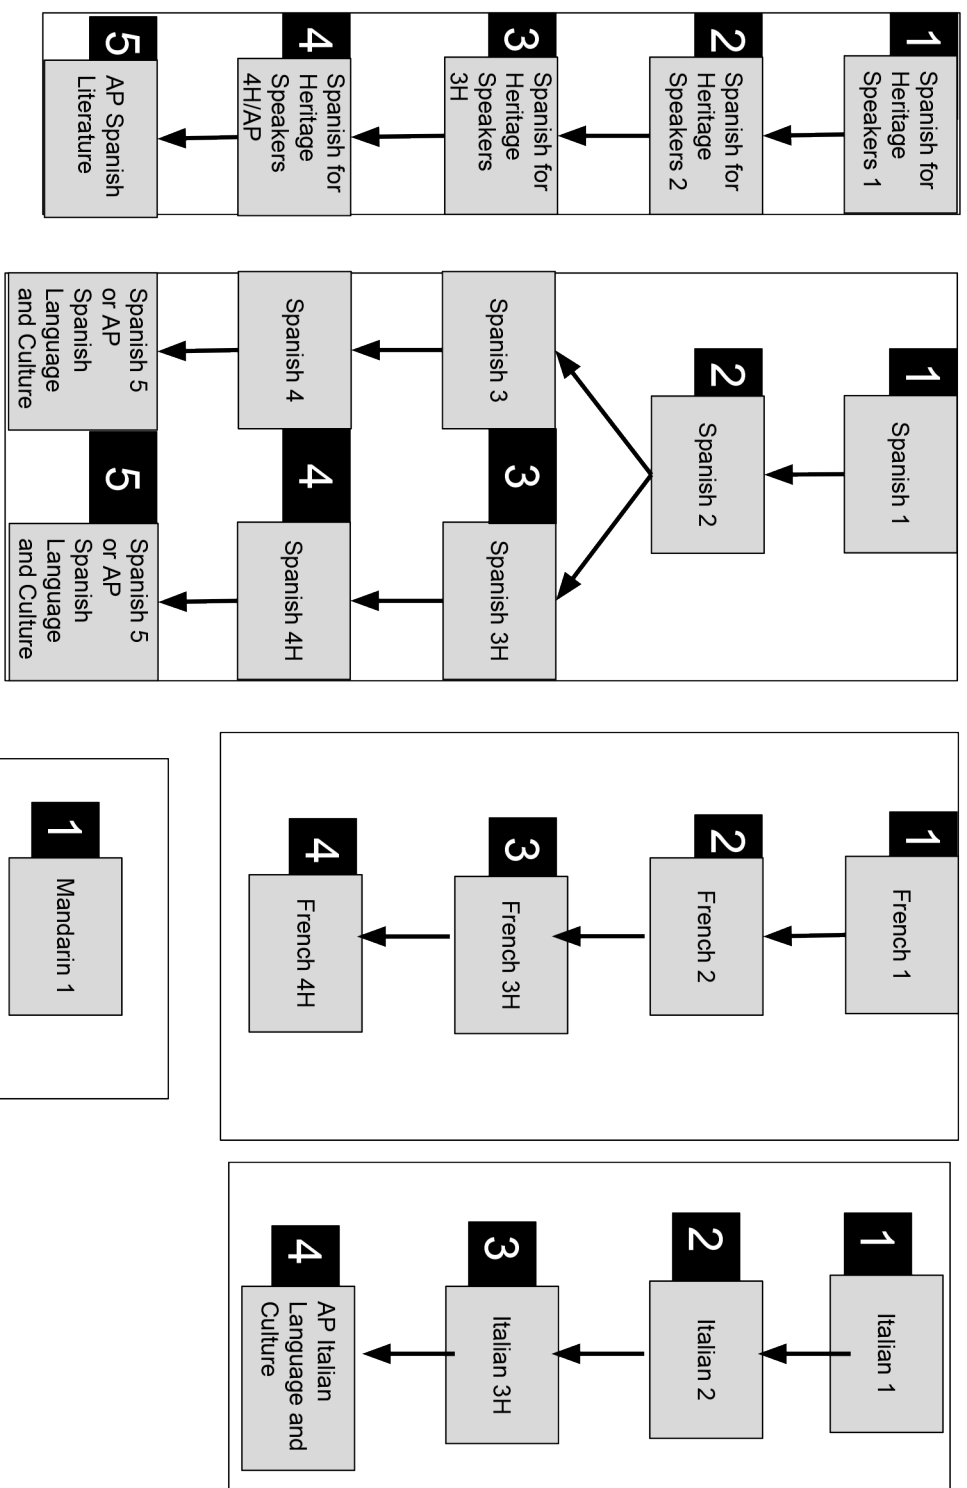 1
Spanish for
Heritage
Speakers 1
2
Spanish for
Heritage
Speakers 2
3
Spanish for
Heritage
Speakers
3H
4
Spanish for
Heritage
Speakers
4H/AP
5
AP Spanish
Literature
1
Spanish 1
2
Spanish 2
3
Spanish 3
Spanish 3H
4
Spanish 4
Spanish 4H
5
Spanish 5
or AP
Spanish
Language
and Culture
Spanish 5
or AP
Spanish
Language
and Culture
1
French 1
2
French 2
3
French 3H
4
French 4H
1
Mandarin 1
1
Italian 1
2
Italian 2
3
Italian 3H
4
AP Italian
Language and
Culture